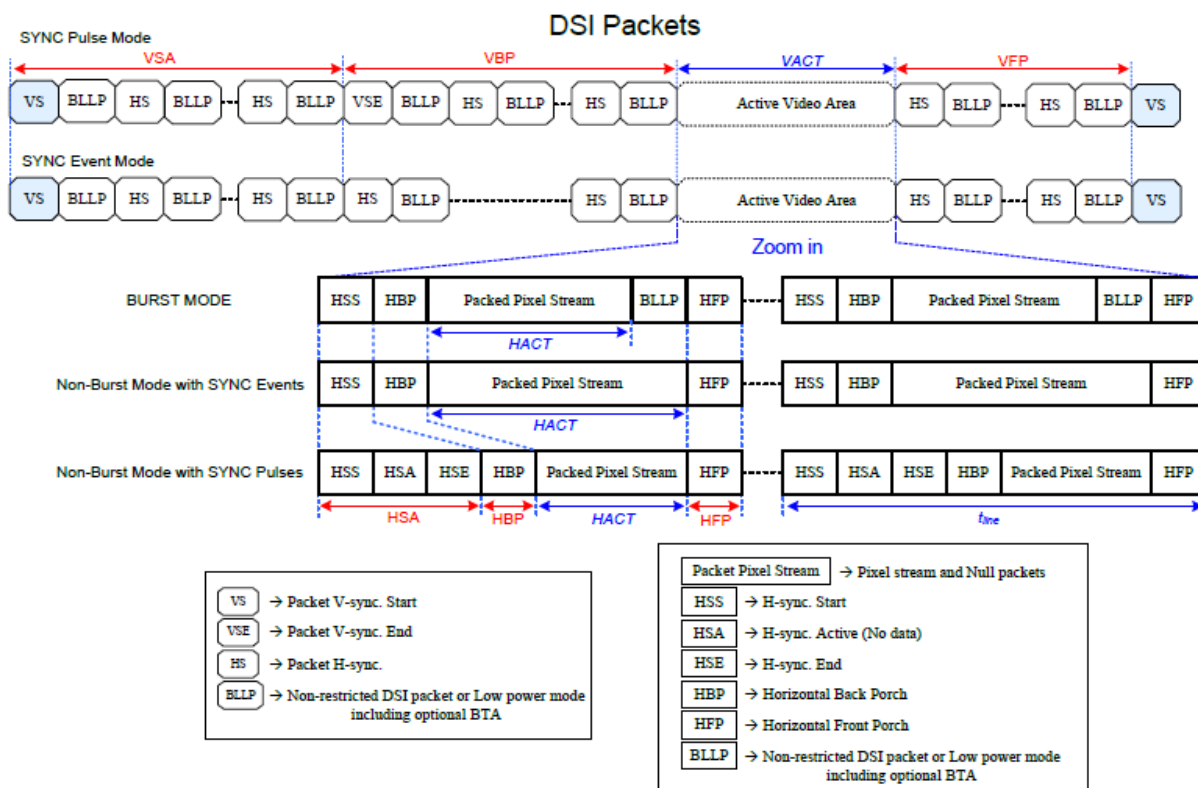 DSI Packets
SYNC Pulse Mode
VSA VBP VACT VFP
VS BLLP HS BLLP HS BLLP VSE BLLP HS BLLP HS BLLP Active Video Area HS BLLP HS BLLP VS
SYNC Event Mode
VS BLLP HS BLLP HS BLLP HS BLLP HS BLLP Active Video Area HS BLLP HS BLLP VS
Zoom in
BURST MODE HSS HBP Packed Pixel Stream BLLP HFP HSS HBP Packed Pixel Stream BLLP HFP
HACT
Non-Burst Mode with SYNC Events HSS HBP Packed Pixel Stream HFP HSS HBP Packed Pixel Stream HFP
HACT
Non-Burst Mode with SYNC Pulses HSS HSA HSE HBP Packed Pixel Stream HFP HSS HSA HSE HBP Packed Pixel Stream HFP
HSA HBP HACT HFP tline
VS → Packet V-sync. Start
VSE → Packet V-sync. End
HS → Packet H-sync.
BLLP → Non-restricted DSI packet or Low power mode
including optional BTA
Packet Pixel Stream → Pixel stream and Null packets
HSS → H-sync. Start
HSA → H-sync. Active (No data)
HSE → H-sync. End
HBP → Horizontal Back Porch
HFP → Horizontal Front Porch
BLLP → Non-restricted DSI packet or Low power mode
including optional BTA